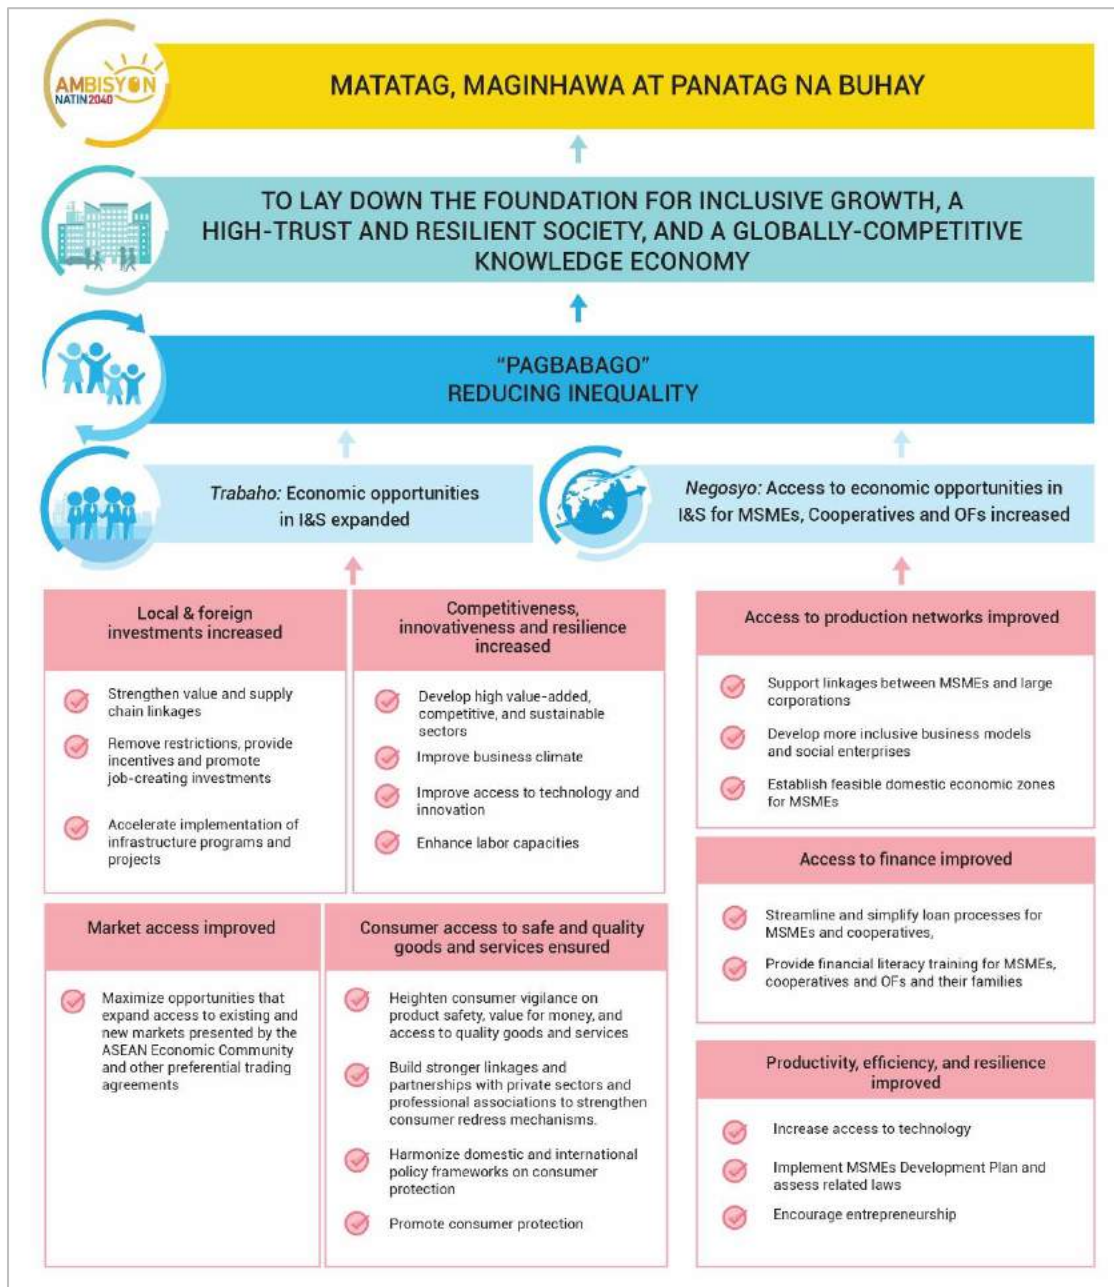 AMBISYON
NATIN2040
MATATAG, MAGINHAWA AT PANATAG NA BUHAY
TO LAY DOWN THE FOUNDATION FOR INCLUSIVE GROWTH, A
HIGH-TRUST AND RESILIENT SOCIETY, AND A GLOBALLY-COMPETITIVE
KNOWLEDGE ECONOMY
“PAGBABAGO”
REDUCING INEQUALITY
Trabaho: Economic opportunities
in I&S expanded
Negosyo: Access to economic opportunities in
I&S for MSMEs, Cooperatives and OFs increased
Local & foreign
investments increased
Strengthen value and supply
chain linkages
Remove restrictions, provide
incentives and promote
job-creating investments
Accelerate implementation of
infrastructure programs and
projects
Competitiveness,
innovativeness and resilience
increased
Develop high value-added,
competitive, and sustainable
sectors
Improve business climate
Improve access to technology and
innovation
Enhance labor capacities
Market access improved
Maximize opportunities that
expand access to existing and
new markets presented by the
ASEAN Economic Community
and other preferential trading
agreements
Consumer access to safe and quality
goods and services ensured
Heighten consumer vigilance on
product safety, value for money, and
access to quality goods and services
Build stronger linkages and
partnerships with private sectors and
professional associations to strengthen
consumer redress mechanisms.
Harmonize domestic and international
policy frameworks on consumer
protection
Promote consumer protection
Access to production networks improved
Support linkages between MSMEs and large
corporations
Develop more inclusive business models
and social enterprises
Establish feasible domestic economic zones
for MSMEs
Access to finance improved
Streamline and simplify loan processes for
MSMEs and cooperatives,
Provide financial literacy training for MSMEs,
cooperatives and OFs and their families
Productivity, efficiency, and resilience
improved
Increase access to technology
Implement MSMEs Development Plan and
assess related laws
Encourage entrepreneurship